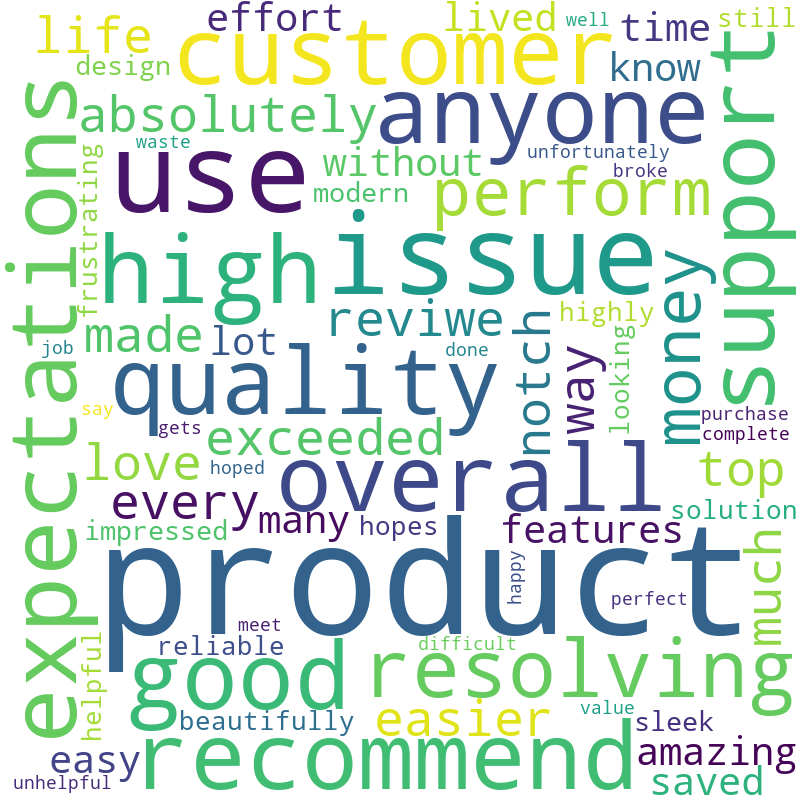 effort
lived
well
still
life
customer
time
design
know
expectations
absolutely
anyone
support
waste
unfortunately
frustrating
use
without
broke
modern
perform
high
issue
money
reviwe
highly
made
lot
notch
way
looking
job
done
quality
say
purchase
gets
exceeded
complete
love
hoped
overall
top
every
many
hopes
features
solution
impressed
product
happy
much
perfect
meet
helpful
reliable
good
difficult
resolving
beautifully
easier
value
sleek
easy
recommend
amazing
unhelpful
saved